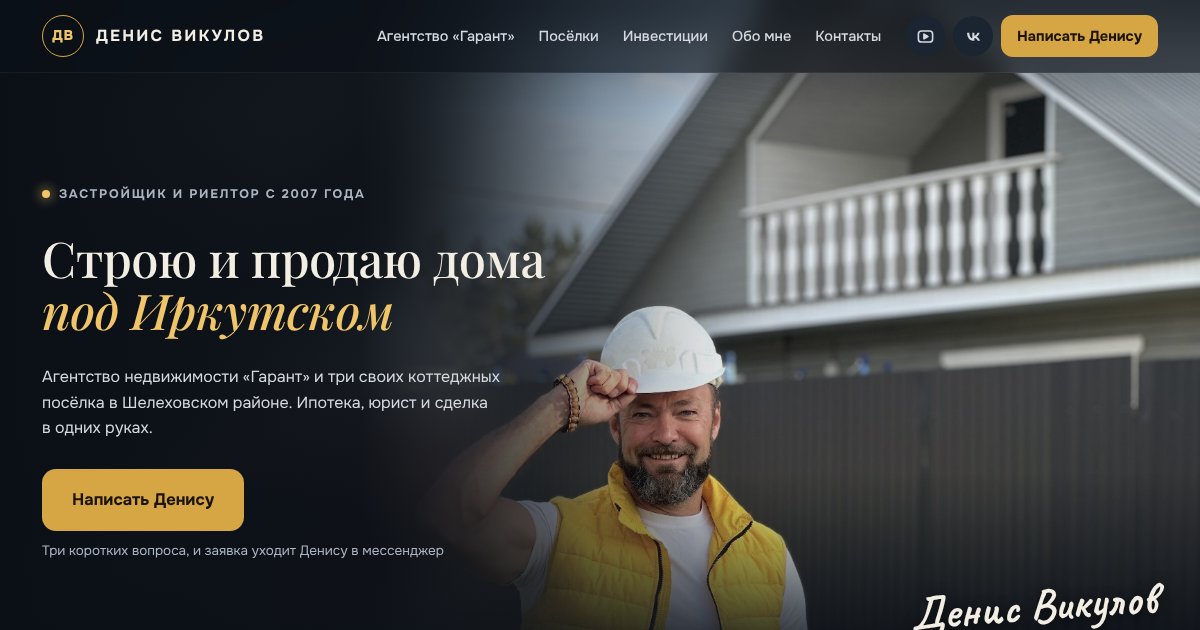 ДВ
ДЕНИС ВИКУЛОВ
Агентство «Гарант»
Посёлки
Инвестиции
Обо мне
Контакты
Написать Денису
ЗАСТРОЙЩИК И РИЕЛТОР С 2007 ГОДА
Строю и продаю дома
под Иркутском
Агентство недвижимости «Гарант» и три своих коттеджных
посёлка в Шелеховском районе. Ипотека, юрист и сделка
в одних руках.
Написать Денису
Три коротких вопроса, и заявка уходит Денису в мессенджер
Денис Викулов